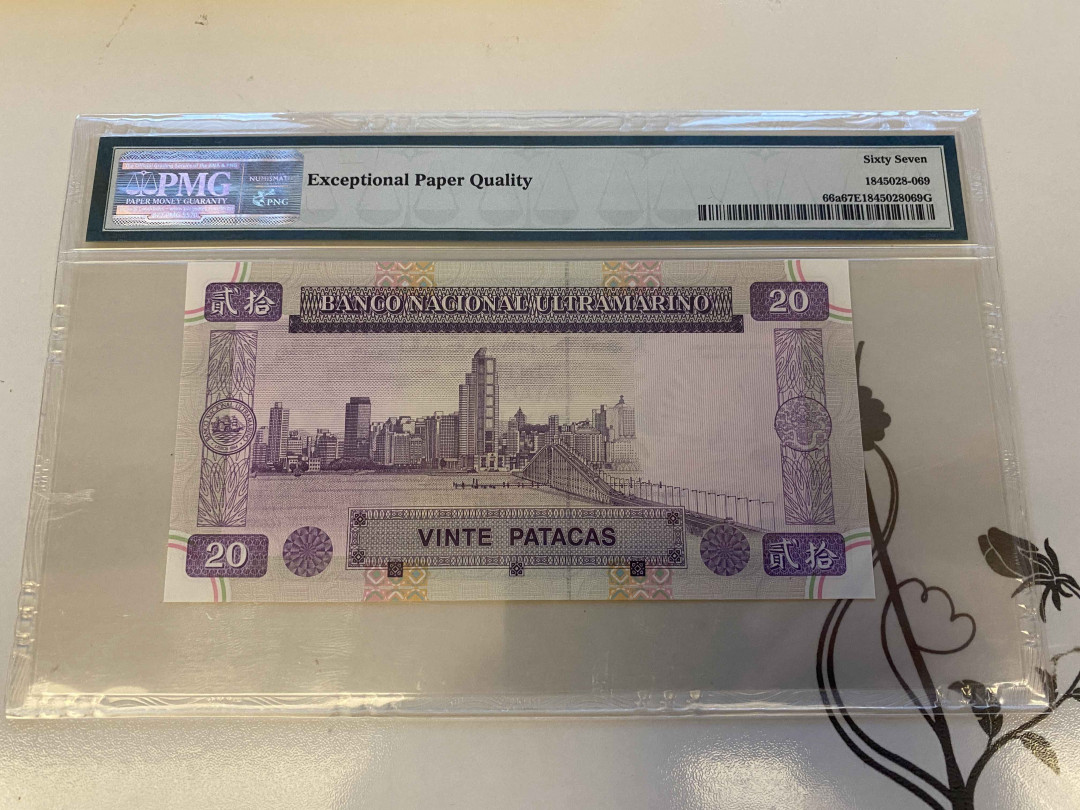 PMG
PAPER MONEY GUARANTY
NUMISMAT
PNG
Exceptional Paper Quality
Sixty Seven
1845028-069
66a67E1845028069G
貳拾
BANCO NACIONAL ULTRAMARINO
20
VINTE PATACAS
20
貳拾